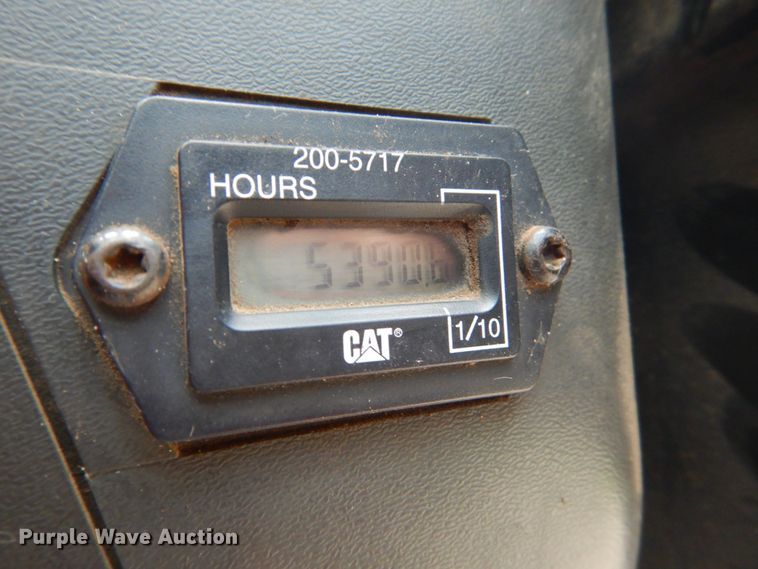 200-5717
HOURS
5390.6
CAT®
1/10
Purple Wave Auction